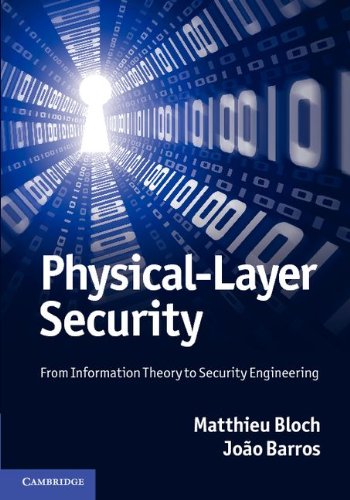 Physical-Layer
Security
From Information Theory to Security Engineering
Matthieu Bloch
João Barros
CAMBRIDGE